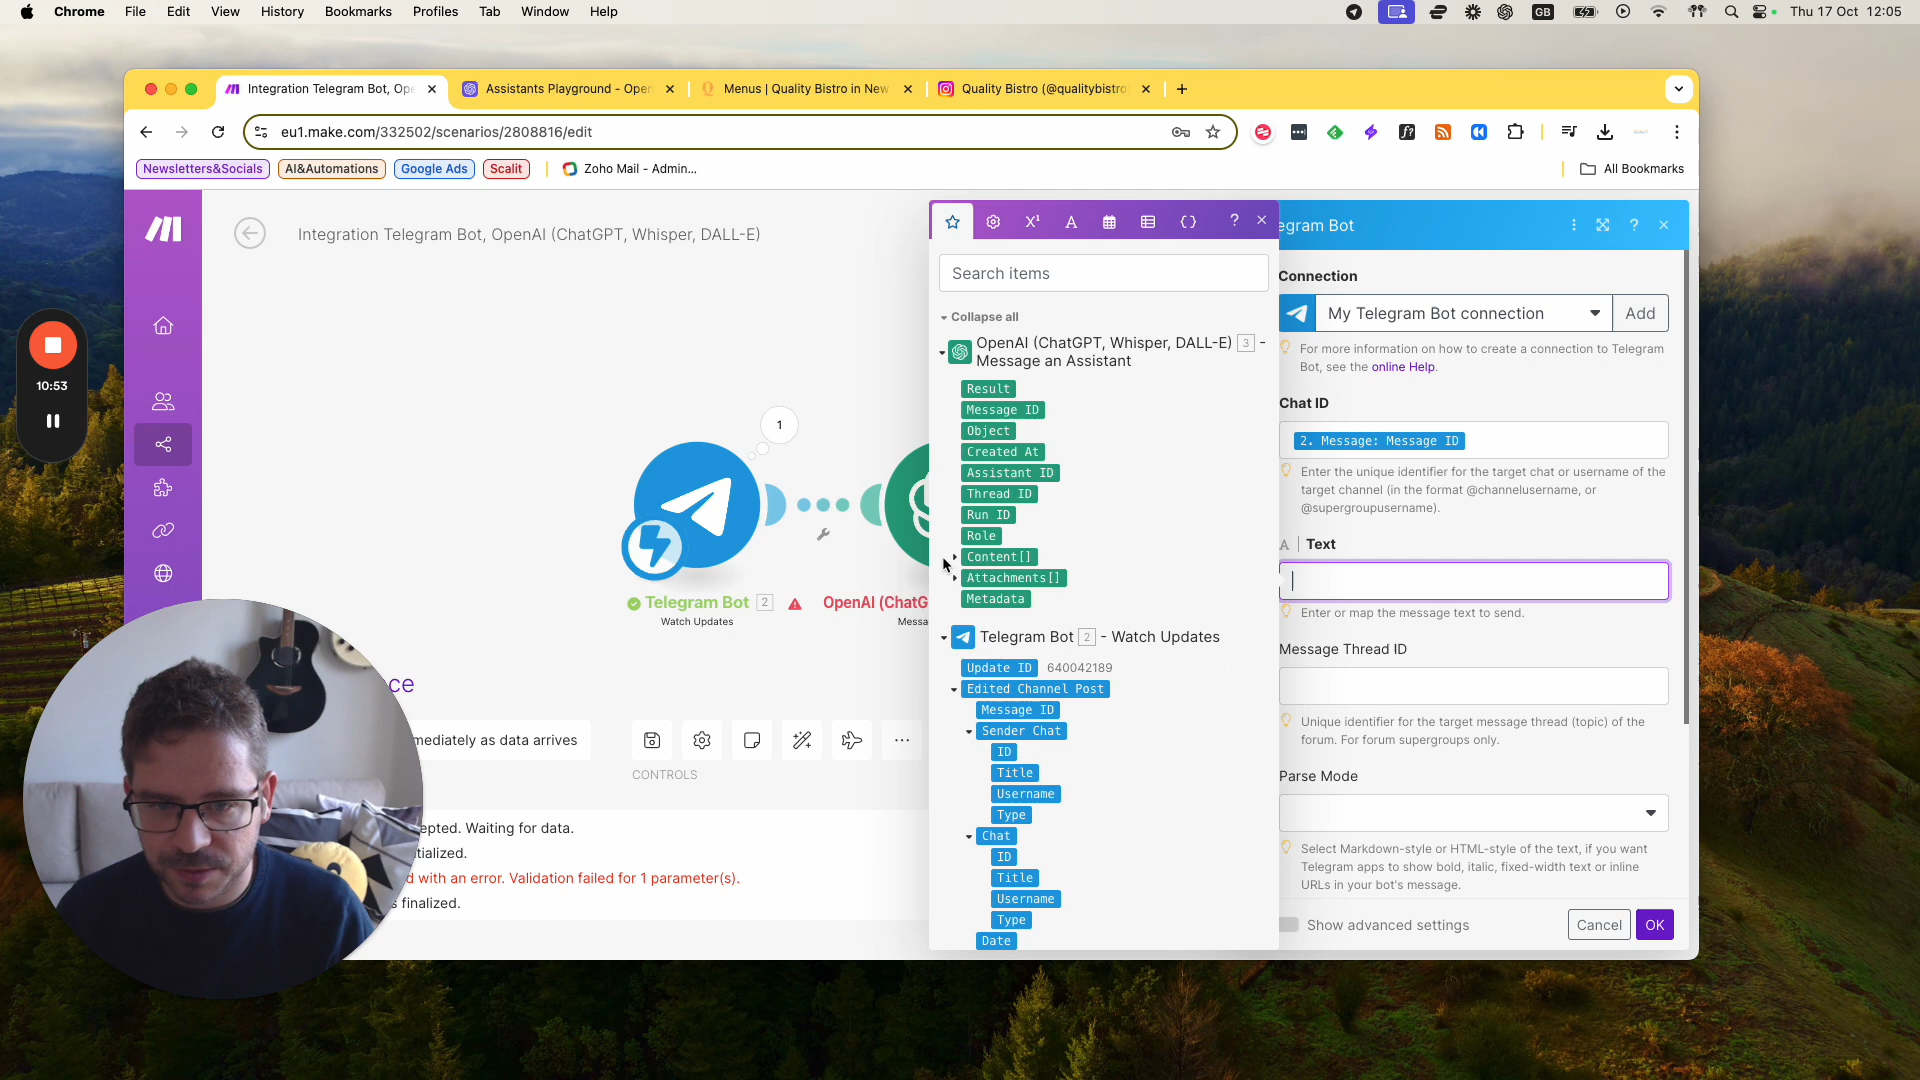 Chrome File Edit View History Bookmarks Profiles Tab Window Help
GB Thu 17 Oct 12:05
Integration Telegram Bot, Ope
Assistants Playground - Open
Menus | Quality Bistro in New
Quality Bistro (@qualitybistro
eu1.make.com/332502/scenarios/2808816/edit
Newsletters&Socials AI&Automations Google Ads Scalit Zoho Mail - Admin... All Bookmarks
Integration Telegram Bot, OpenAI (ChatGPT, Whisper, DALL-E)
10:53
1
Telegram Bot 2
Watch Updates
OpenAI (ChatG
Messa
ce
mediately as data arrives
CONTROLS
epted. Waiting for data.
tialized.
d with an error. Validation failed for 1 parameter(s).
s finalized.
X¹ A { } ?
Search items
Collapse all
OpenAI (ChatGPT, Whisper, DALL-E) 3 -
Message an Assistant
Result
Message ID
Object
Created At
Assistant ID
Thread ID
Run ID
Role
Content[]
Attachments[]
Metadata
Telegram Bot 2 - Watch Updates
Update ID 640042189
Edited Channel Post
Message ID
Sender Chat
ID
Title
Username
Type
Chat
ID
Title
Username
Type
Date
egram Bot
?
Connection
My Telegram Bot connection
Add
For more information on how to create a connection to Telegram
Bot, see the online Help.
Chat ID
2. Message: Message ID
Enter the unique identifier for the target chat or username of the
target channel (in the format @channelusername, or
@supergroupusername).
A | Text
Enter or map the message text to send.
Message Thread ID
Unique identifier for the target message thread (topic) of the
forum. For forum supergroups only.
Parse Mode
Select Markdown-style or HTML-style of the text, if you want
Telegram apps to show bold, italic, fixed-width text or inline
URLs in your bot's message.
Show advanced settings
Cancel
OK